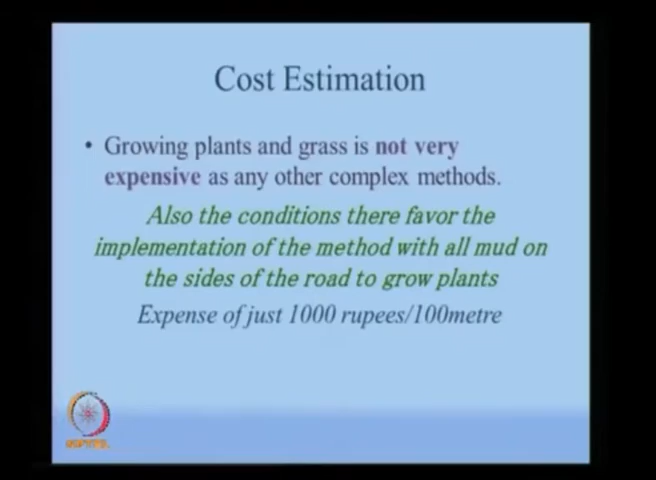 Cost Estimation
• Growing plants and grass is not very
expensive as any other complex methods.
Also the conditions there favor the
implementation of the method with all mud on
the sides of the road to grow plants
Expense of just 1000 rupees/100metre
NPTEL